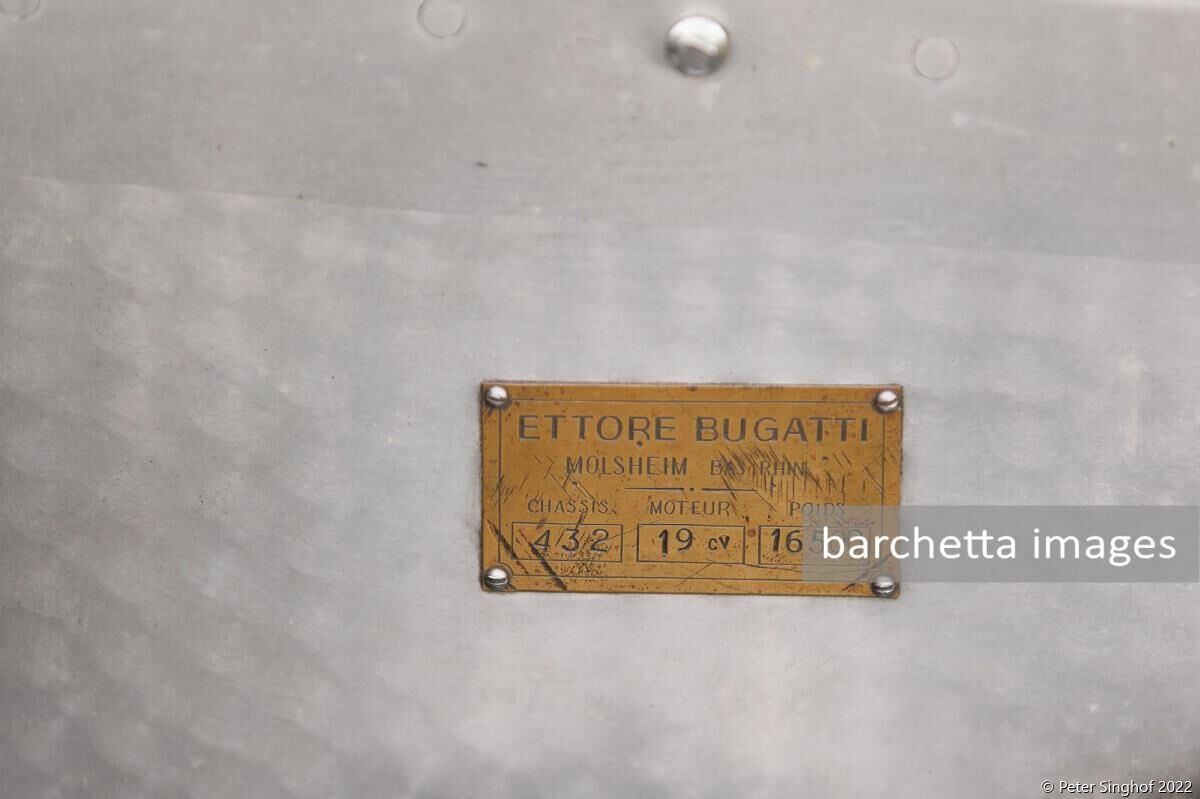 ETTORE BUGATTI
MOLSHEIM BAS RHIN
CHASSIS MOTEUR POIDS
432 19 CV
barchetta images
© Peter Singhof 2022